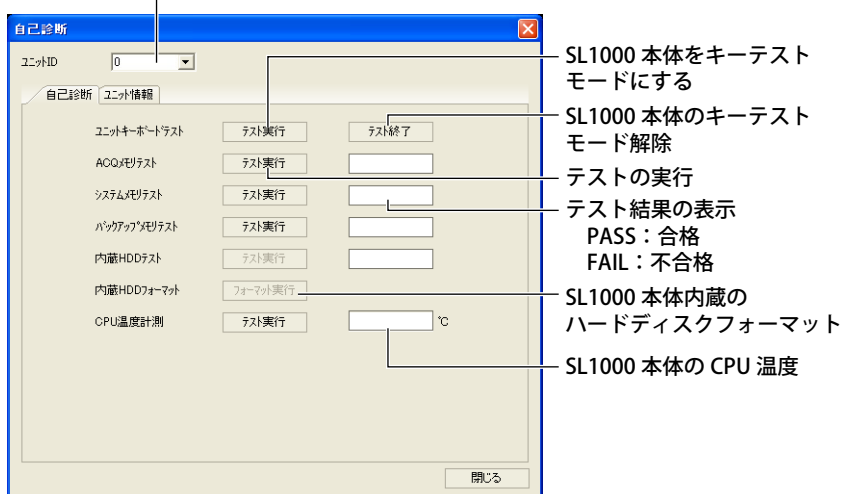 自己診断
ユニットID 0
自己診断 ユニット情報
ユニットキーボードテスト テスト実行 テスト終了
ACQメモリテスト テスト実行
システムメモリテスト テスト実行
バックアップメモリテスト テスト実行
内蔵HDDテスト テスト実行
内蔵HDDフォーマット フォーマット実行
CPU温度計測 テスト実行 ℃
閉じる
SL1000 本体をキーテスト
モードにする
SL1000 本体のキーテスト
モード解除
テストの実行
テスト結果の表示
PASS：合格
FAIL：不合格
SL1000 本体内蔵の
ハードディスクフォーマット
SL1000 本体の CPU 温度